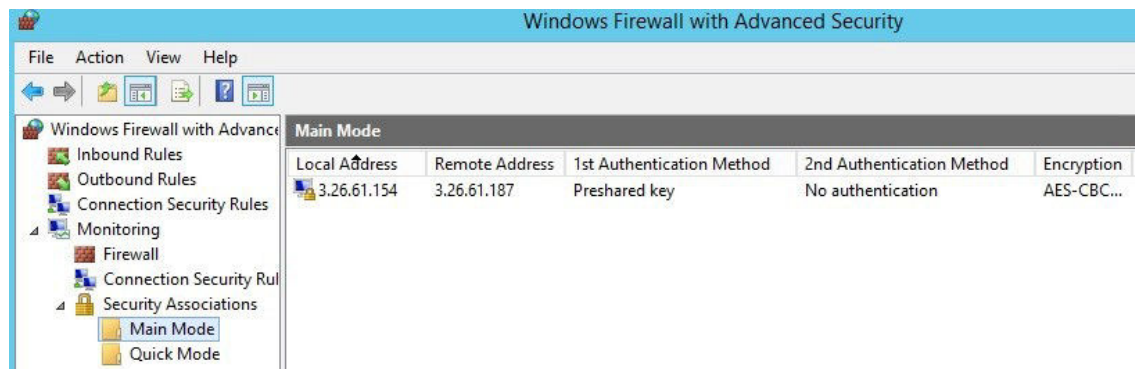 Windows Firewall with Advanced Security
File Action View Help
Windows Firewall with Advance
Inbound Rules
Outbound Rules
Connection Security Rules
Monitoring
Firewall
Connection Security Rul
Security Associations
Main Mode
Quick Mode
Main Mode
Local Address Remote Address 1st Authentication Method 2nd Authentication Method Encryption
3.26.61.154 3.26.61.187 Preshared key No authentication AES-CBC...